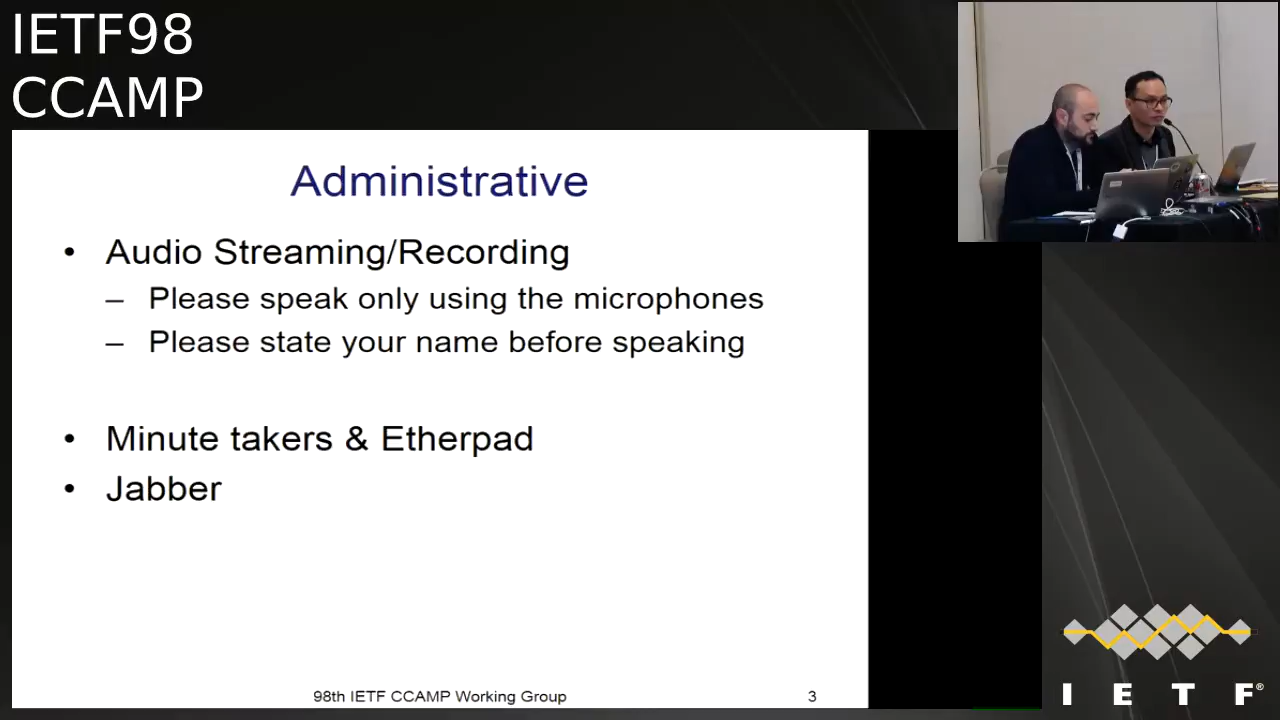 IETF98
CCAMP
Administrative
• Audio Streaming/Recording
– Please speak only using the microphones
– Please state your name before speaking
• Minute takers & Etherpad
• Jabber
98th IETF CCAMP Working Group
3
I E T F®